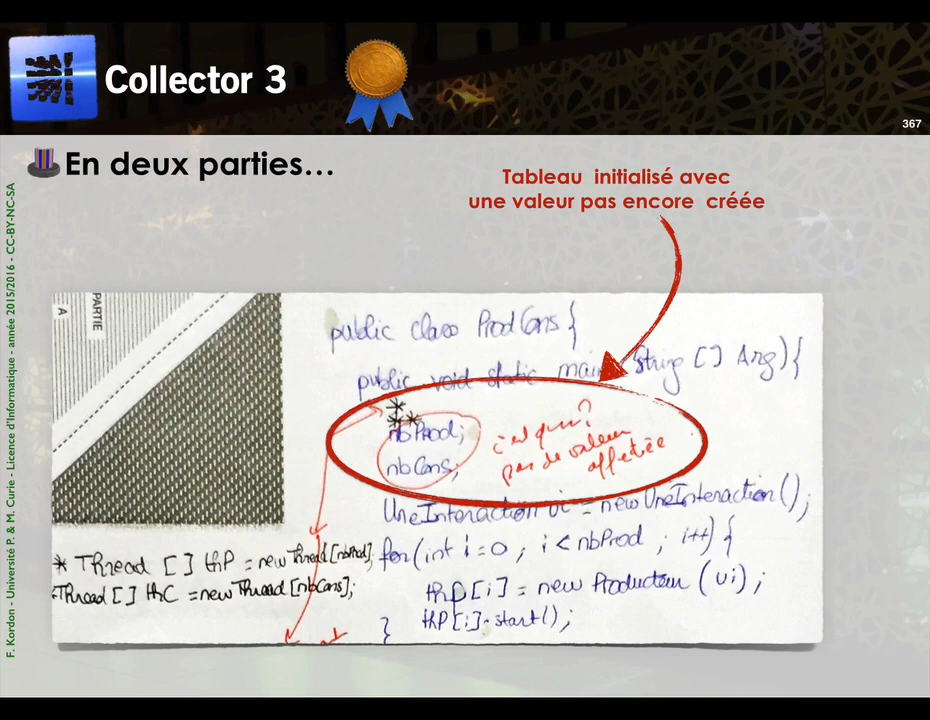 Collector 3
367
En deux parties...
Tableau initialisé avec
une valeur pas encore créée
F. Kordon - Université P. & M. Curie - Licence d'Informatique - année 2015/2016 - CC-BY-NC-SA
PARTIE
A
public class ProdCons {
public void static main (String [] Arg) {
*
**
nbProd;
nbCons;
c'est quoi?
pas de valeur
affectée
UneInteraction ui = new UneInteraction();
for (int i = 0 ; i < nbProd ; i++) {
thP[i] = new Producteur (ui);
thP[i].start();
}
* Thread [] thP = new Thread [nbProd];
Thread [] thC = new Thread [nbCons];